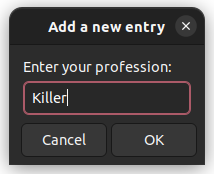 Add a new entry
Enter your profession:
Killer
Cancel OK